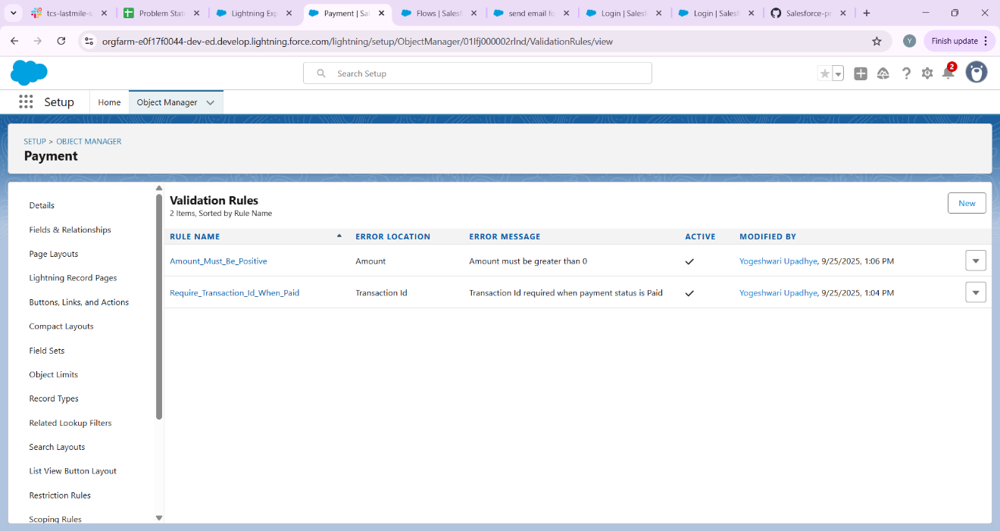 tcs-lastmile-s
Problem Stat
Lightning Exp
Payment | Sal
Flows | Salesf
send email fo
Login | Salesf
Login | Salesf
Salesforce-pr
orgfarm-e0f17f0044-dev-ed.develop.lightning.force.com/lightning/setup/ObjectManager/01Ifj000002rlnd/ValidationRules/view
Y
Finish update
Search Setup
2
Setup
Home
Object Manager
SETUP > OBJECT MANAGER
Payment
Details
Fields & Relationships
Page Layouts
Lightning Record Pages
Buttons, Links, and Actions
Compact Layouts
Field Sets
Object Limits
Record Types
Related Lookup Filters
Search Layouts
List View Button Layout
Restriction Rules
Scoping Rules
Validation Rules
2 Items, Sorted by Rule Name
New
RULE NAME ERROR LOCATION ERROR MESSAGE ACTIVE MODIFIED BY
Amount_Must_Be_Positive Amount Amount must be greater than 0 Yogeshwari Upadhye, 9/25/2025, 1:06 PM
Require_Transaction_Id_When_Paid Transaction Id Transaction Id required when payment status is Paid Yogeshwari Upadhye, 9/25/2025, 1:04 PM